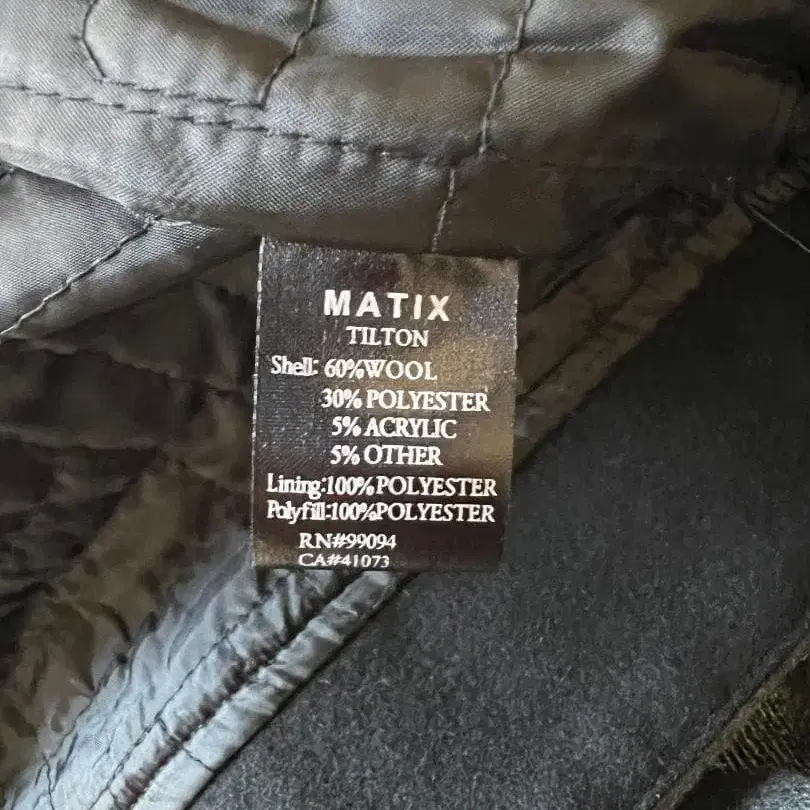 MATIX
TILTON
Shell: 60%WOOL
30% POLYESTER
5% ACRYLIC
5% OTHER
Lining:100%POLYESTER
Polyfill:100%POLYESTER
RN#99094
CA#41073